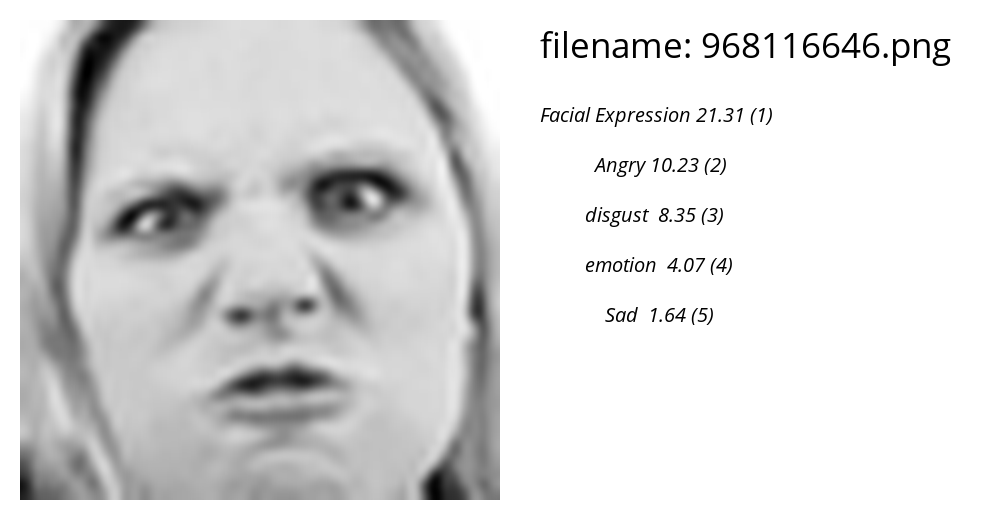 filename: 968116646.png
Facial Expression 21.31 (1)
Angry 10.23 (2)
disgust 8.35 (3)
emotion 4.07 (4)
Sad 1.64 (5)